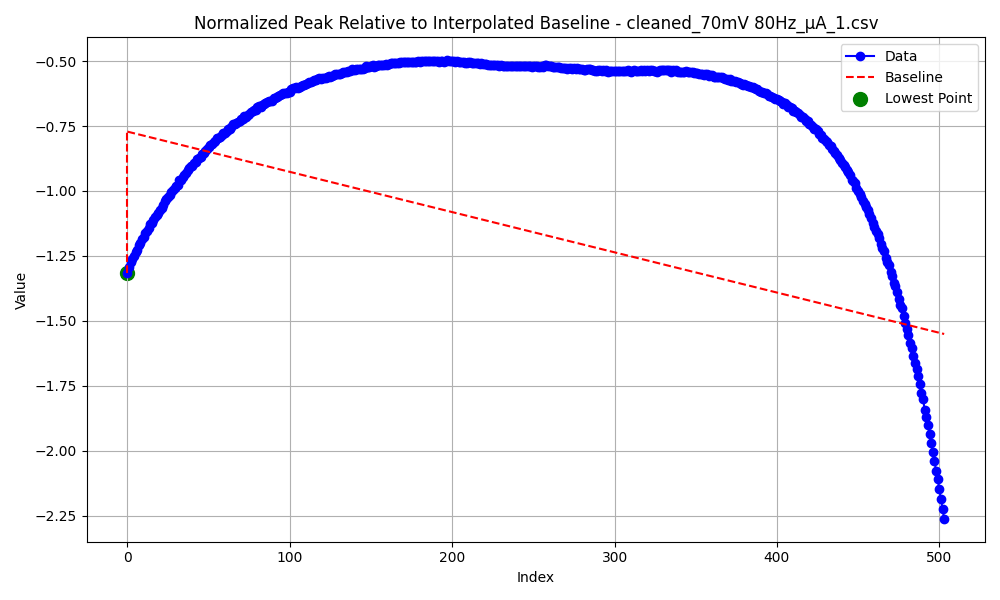 Normalized Peak Relative to Interpolated Baseline - cleaned_70mV 80Hz_μA_1.csv
Data
Baseline
Lowest Point
Value
−0.50
−0.75
−1.00
−1.25
−1.50
−1.75
−2.00
−2.25
0
100
200
300
400
500
Index